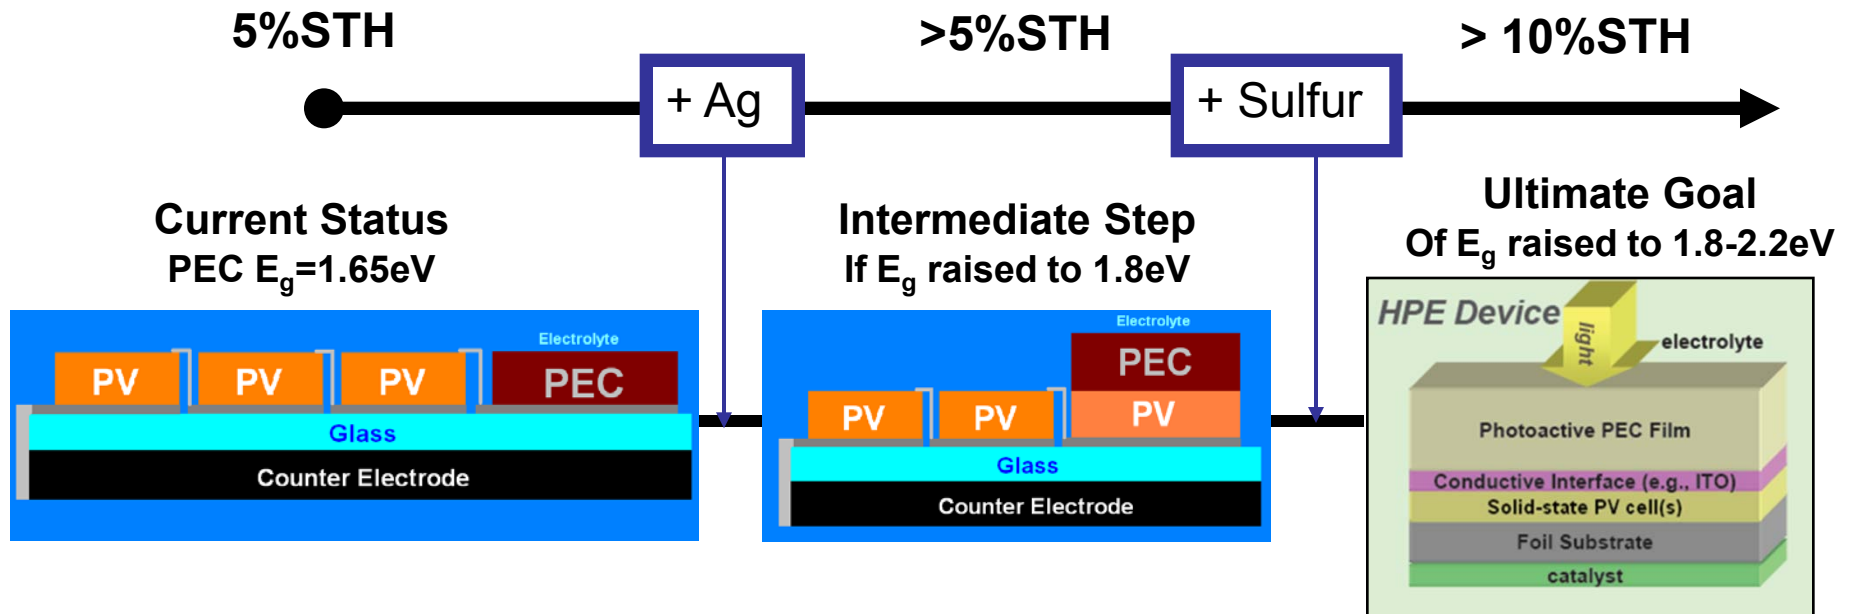 5%STH
>5%STH
> 10%STH
+ Ag
+ Sulfur
Current Status
PEC Eg=1.65eV
Intermediate Step
If Eg raised to 1.8eV
Ultimate Goal
Of Eg raised to 1.8-2.2eV
Electrolyte
PV PV PV PEC
Glass
Counter Electrode
Electrolyte
PEC
PV PV PV
Glass
Counter Electrode
HPE Device
light
electrolyte
Photoactive PEC Film
Conductive Interface (e.g., ITO)
Solid-state PV cell(s)
Foil Substrate
catalyst